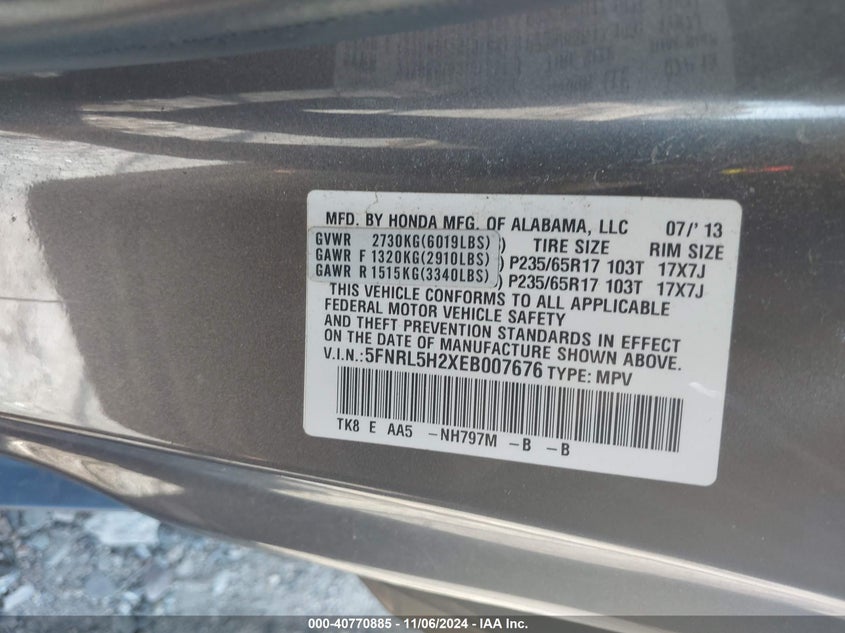 MFD. BY HONDA MFG. OF ALABAMA, LLC 07/'13
GVWR 2730KG(6019LBS) TIRE SIZE RIM SIZE
GAWR F 1320KG(2910LBS) P235/65R17 103T 17X7J
GAWR R 1515KG(3340LBS) P235/65R17 103T 17X7J
THIS VEHICLE CONFORMS TO ALL APPLICABLE
FEDERAL MOTOR VEHICLE SAFETY
AND THEFT PREVENTION STANDARDS IN EFFECT
ON THE DATE OF MANUFACTURE SHOWN ABOVE.
V.I.N.:5FNRL5H2XEB007676 TYPE: MPV
TK8 E AA5 -NH797M -B -B
000-40770885 - 11/06/2024 - IAA Inc.